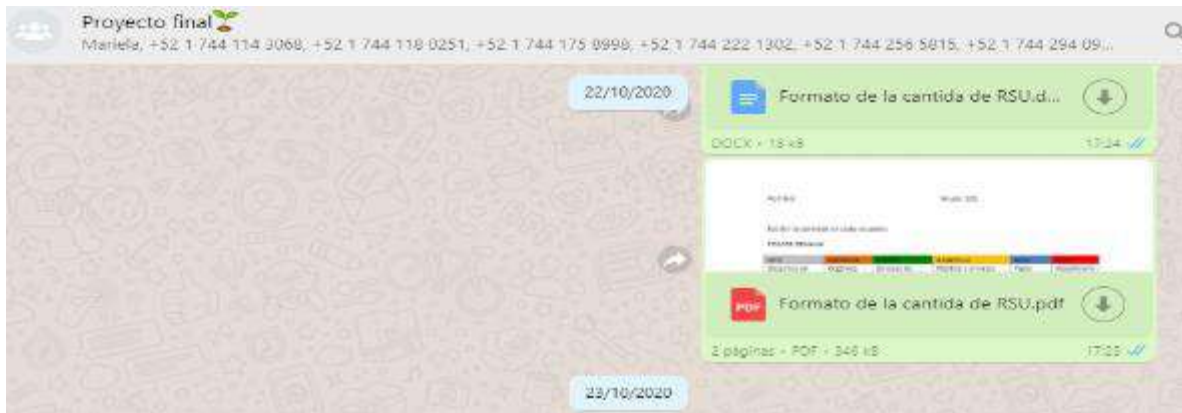 Proyecto final🌱
Mariela, +52 1 744 114 3068, +52 1 744 118 0251, +52 1 744 175 8998, +52 1 744 222 1302, +52 1 744 256 5815, +52 1 744 294 09...
22/10/2020
Formato de la cantida de RSU.d...
DOCX • 18 kB
17:24
Formato de la cantida de RSU.pdf
2 páginas • PDF • 346 kB
17:25
23/10/2020